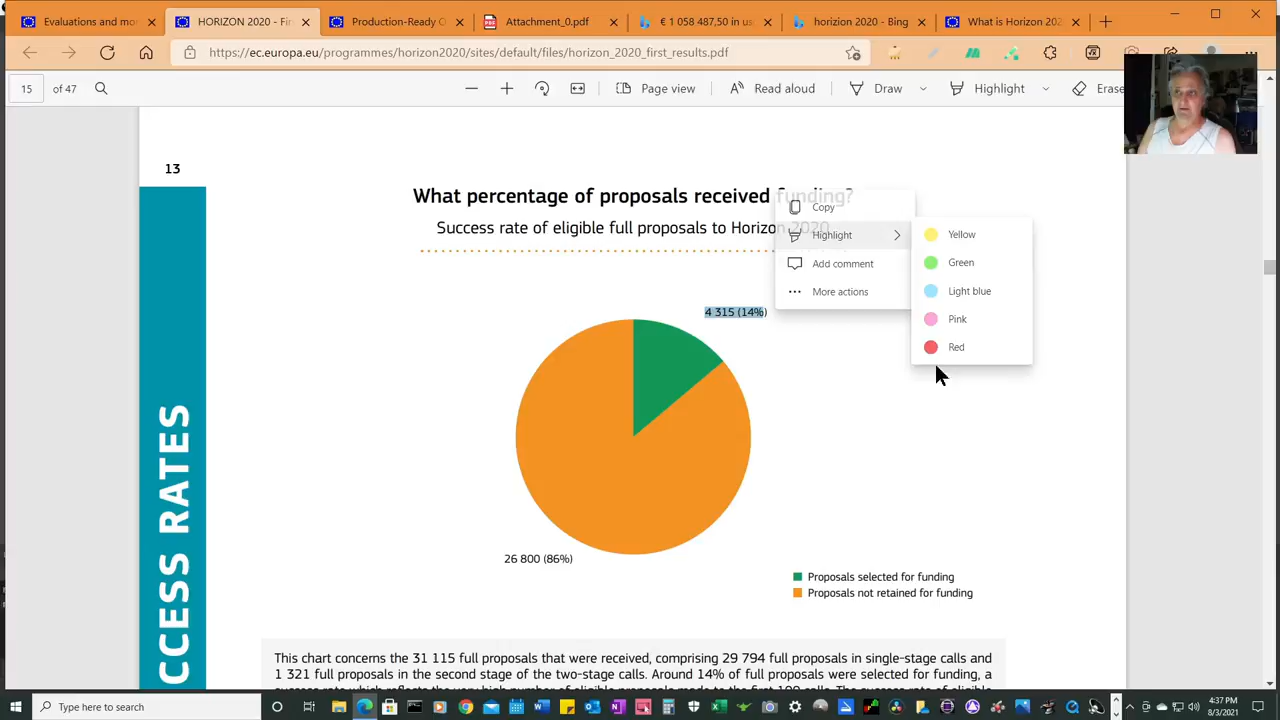 Evaluations and mo
HORIZON 2020 - Fi
Production-Ready C
Attachment_0.pdf
€ 1 058 487,50 in us
horizon 2020 - Bing
What is Horizon 202
https://ec.europa.eu/programmes/horizon2020/sites/default/files/horizon_2020_first_results.pdf
15 of 47
Page view
Read aloud
Draw
Highlight
Erase
13
What percentage of proposals received funding?
Success rate of eligible full proposals to Horizon 2020
Copy
Highlight
Add comment
More actions
Yellow
Green
Light blue
Pink
Red
4 315 (14%)
26 800 (86%)
Proposals selected for funding
Proposals not retained for funding
CCESS RATES
This chart concerns the 31 115 full proposals that were received, comprising 29 794 full proposals in single-stage calls and
1 321 full proposals in the second stage of the two-stage calls. Around 14% of full proposals were selected for funding, a
Type here to search
4:37 PM
8/3/2021